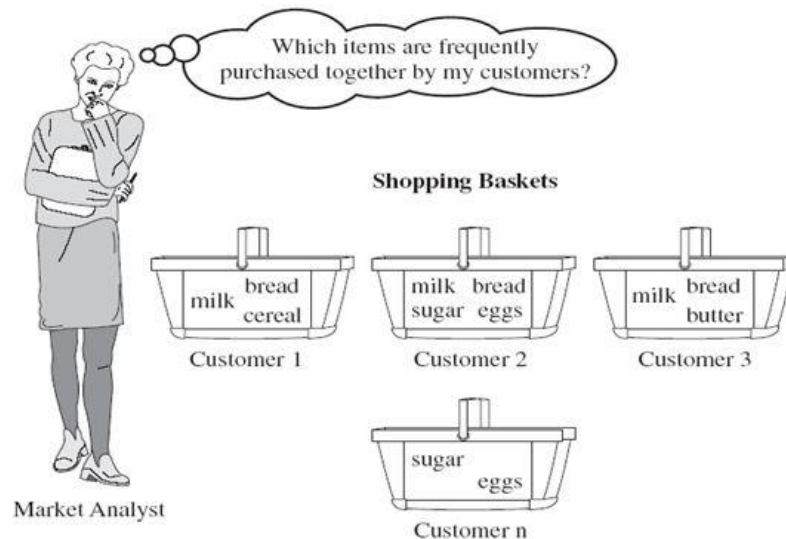 Which items are frequently
purchased together by my customers?
Shopping Baskets
milk bread
cereal
Customer 1
milk bread
sugar eggs
Customer 2
milk bread
butter
Customer 3
sugar
eggs
Customer n
Market Analyst